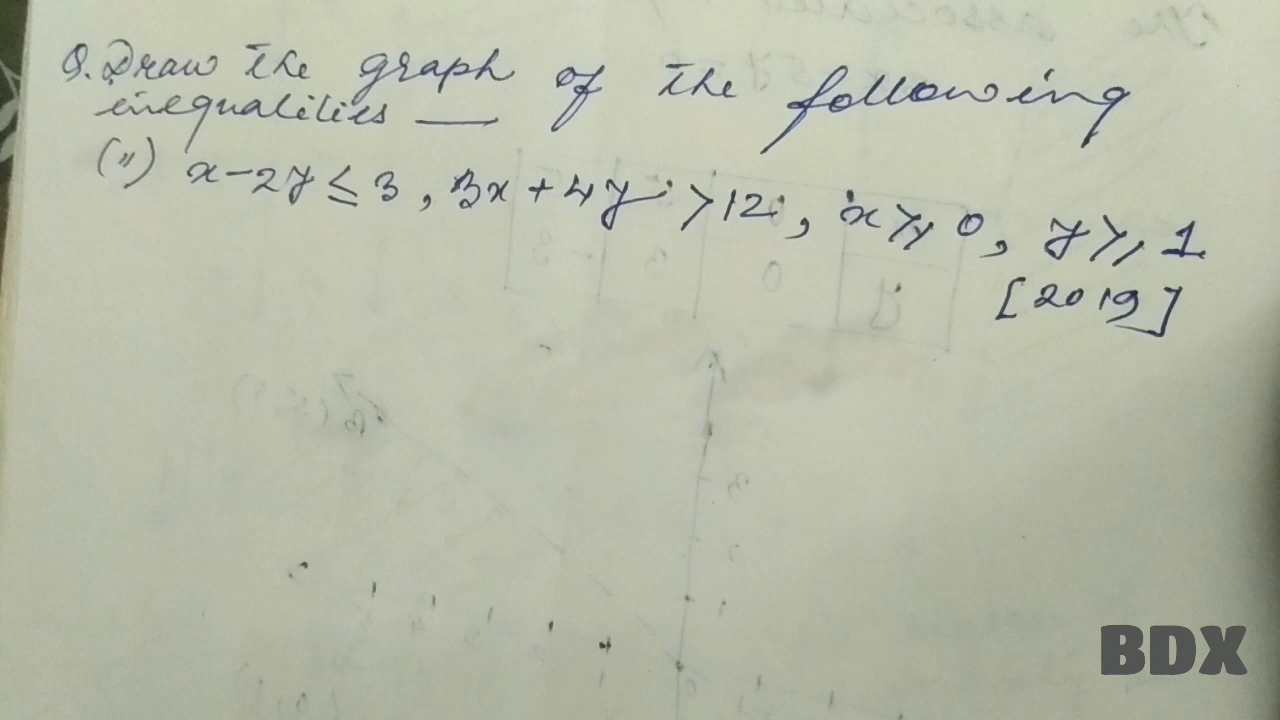 Q. Draw the graph of the following
inequalities —
(ii) x-2y ≤ 3, 3x + 4y > 12, x ≥ 0, y ≥ 1
[2019]
BDX